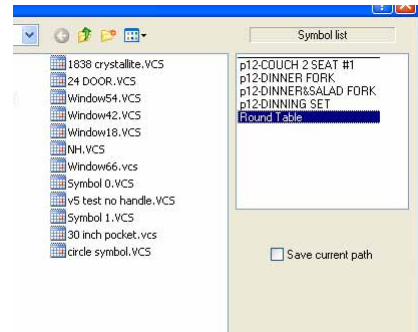 Symbol list
1838 crystallite.VCS
24 DOOR.VCS
Window54.VCS
Window42.VCS
Window18.VCS
NH.VCS
Window66.vcs
Symbol 0.VCS
v5 test no handle.VCS
Symbol 1.VCS
30 inch pocket.vcs
circle symbol.VCS
p12-COUCH 2 SEAT #1
p12-DINNER FORK
p12-DINNER&SALAD FORK
p12-DINNING SET
Round Table
Save current path